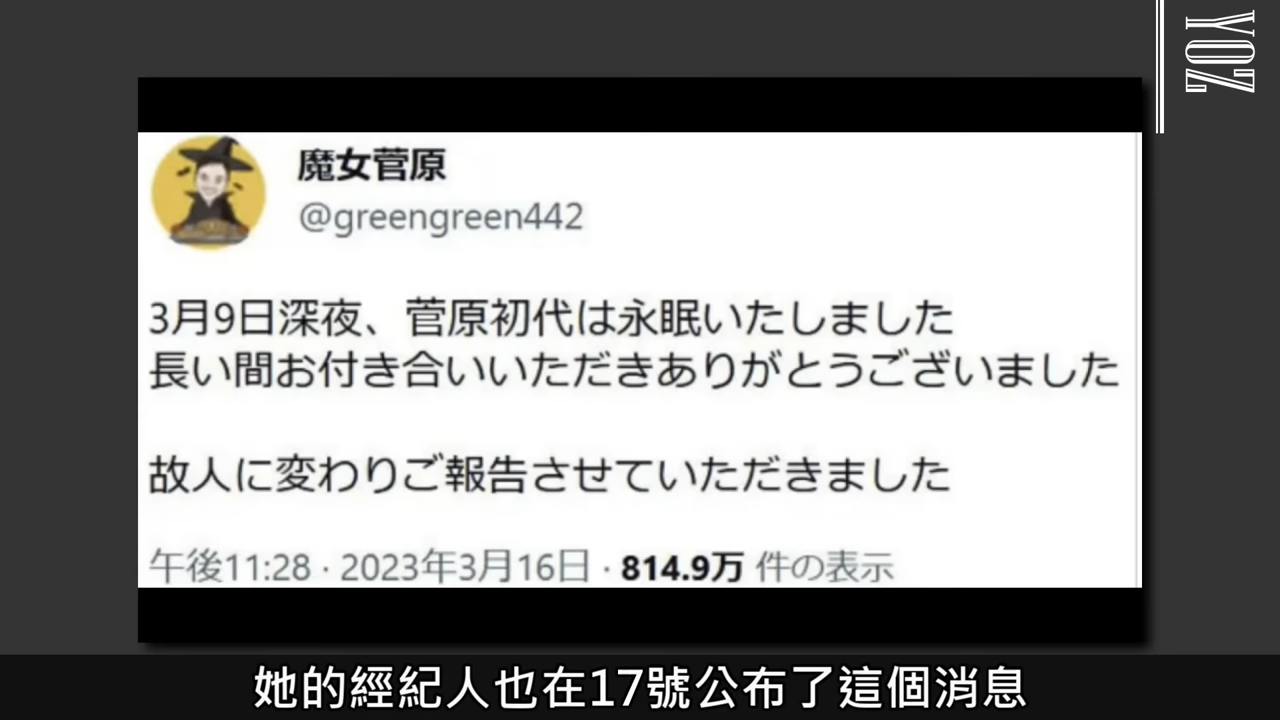 YOZ
魔女菅原
@greengreen442
3月9日深夜、菅原初代は永眠いたしました
長い間お付き合いいただきありがとうございました
故人に変わりご報告させていただきました
午後11:28 · 2023年3月16日 · 814.9万 件の表示
她的經紀人也在17號公布了這個消息